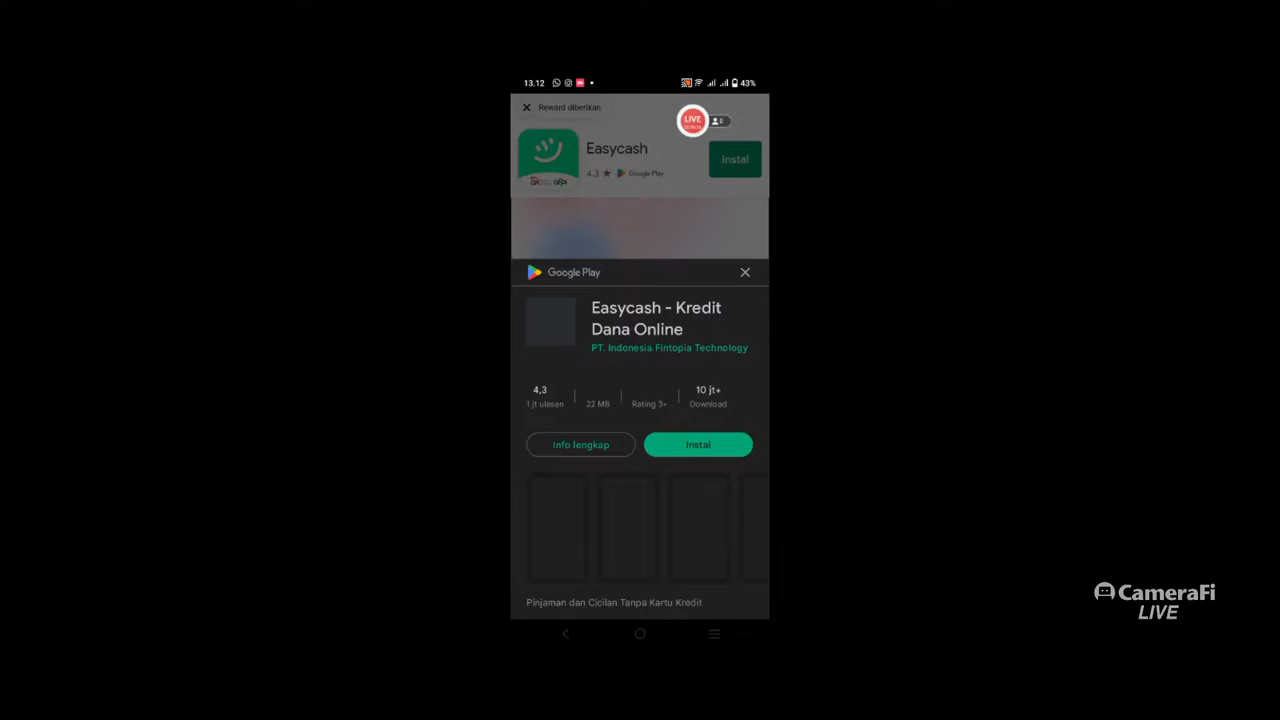 13.12
43%
Reward diberikan
LIVE
0
Easycash
4.3 ★ Google Play
Instal
Google Play
Easycash - Kredit
Dana Online
PT. Indonesia Fintopia Technology
4,3
10 jt+
1 jt ulasan
22 MB
Rating 3+
Download
Info lengkap
Instal
Pinjaman dan Cicilan Tanpa Kartu Kredit
CameraFi
LIVE